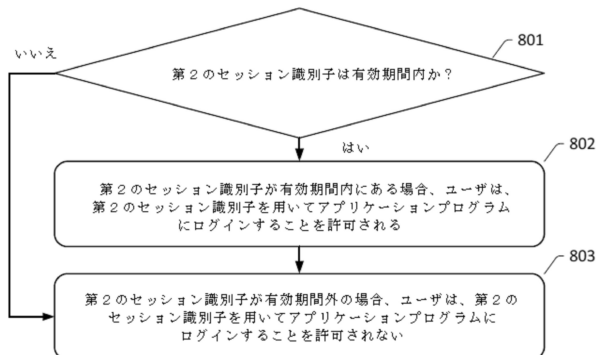 801
いいえ
第２のセッション識別子は有効期間内か？
はい
802
第２のセッション識別子が有効期間内にある場合、ユーザは、
第２のセッション識別子を用いてアプリケーションプログラム
にログインすることを許可される
803
第２のセッション識別子が有効期間外の場合、ユーザは、第２の
セッション識別子を用いてアプリケーションプログラムに
ログインすることを許可されない